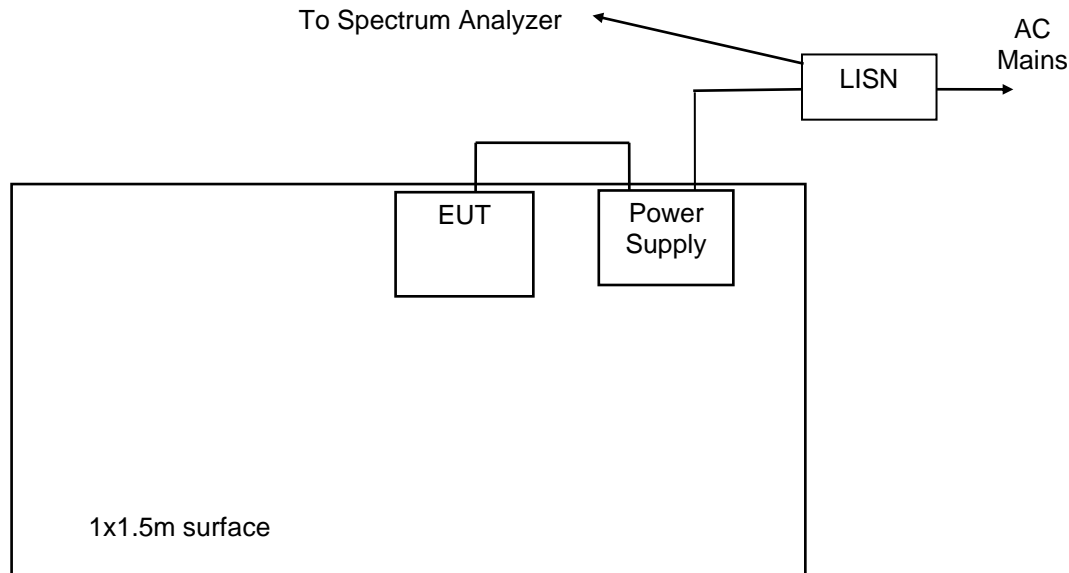 To Spectrum Analyzer
AC
Mains
LISN
EUT
Power
Supply
1x1.5m surface